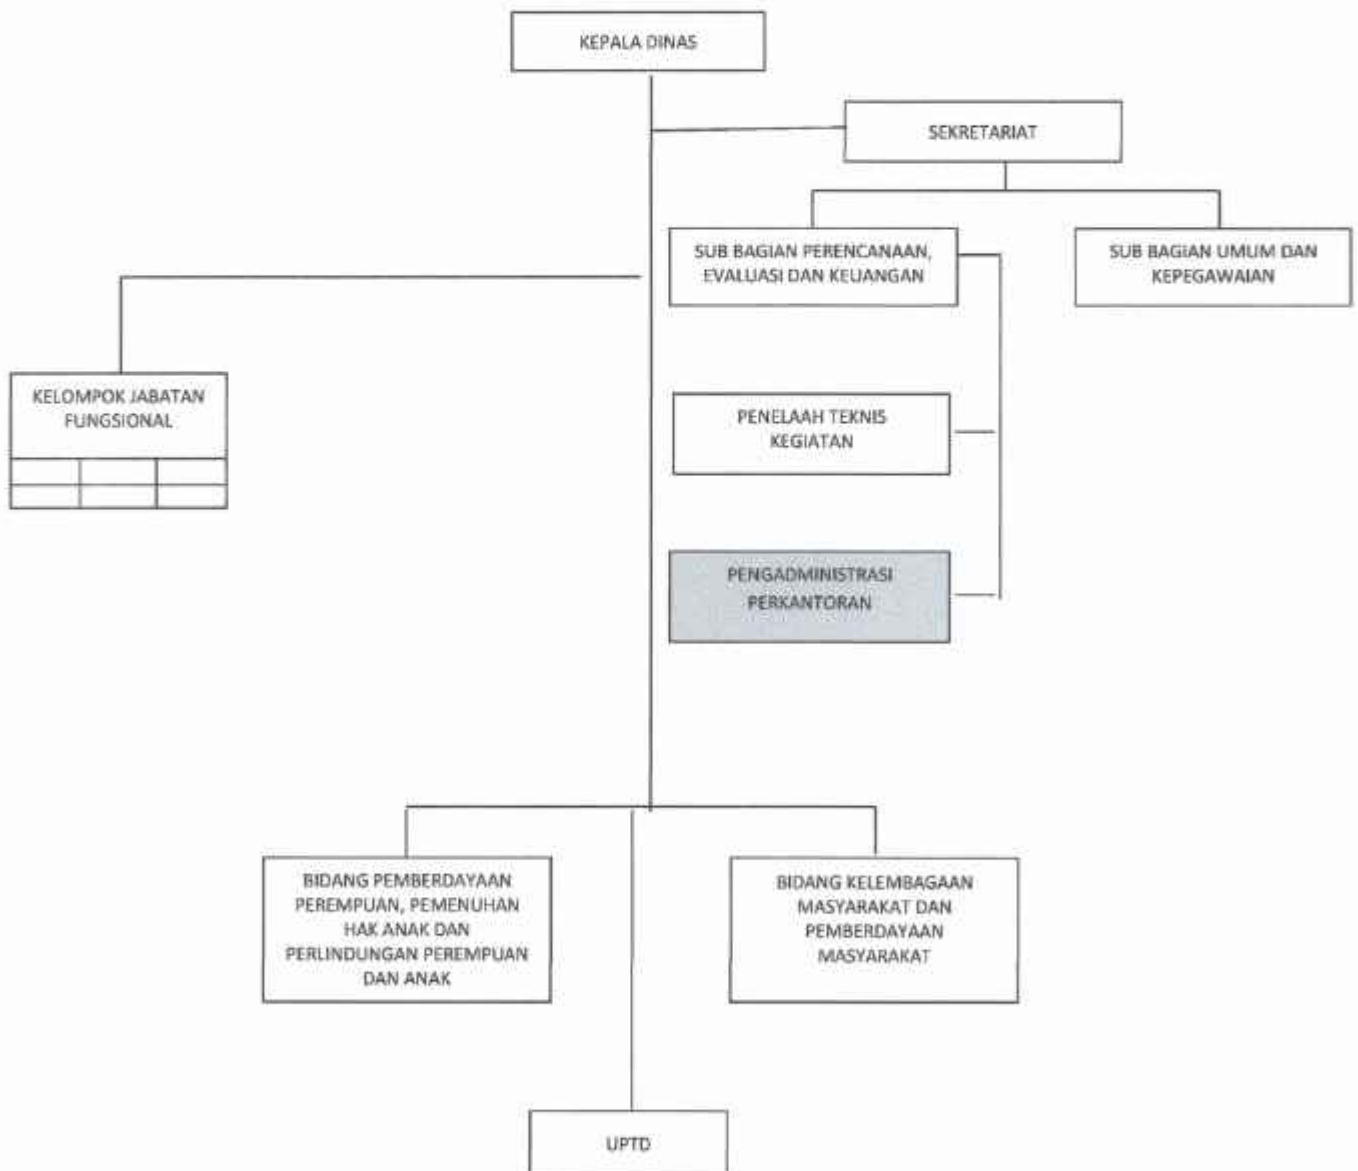 KEPALA DINAS
SEKRETARIAT
SUB BAGIAN PERENCANAAN,
EVALUASI DAN KEUANGAN
SUB BAGIAN UMUM DAN
KEPEGAWAIAN
KELOMPOK JABATAN
FUNGSIONAL
PENELAAH TEKNIS
KEGIATAN
PENGADMINISTRASI
PERKANTORAN
BIDANG PEMBERDAYAAN
PEREMPUAN, PEMENUHAN
HAK ANAK DAN
PERLINDUNGAN PEREMPUAN
DAN ANAK
BIDANG KELEMBAGAAN
MASYARAKAT DAN
PEMBERDAYAAN
MASYARAKAT
UPTD